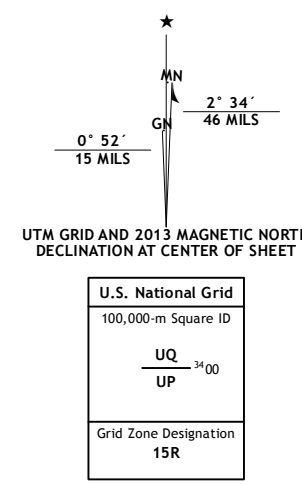 ★
MN
GN
2° 34´
46 MILS
0° 52´
15 MILS
UTM GRID AND 2013 MAGNETIC NORTH
DECLINATION AT CENTER OF SHEET
U.S. National Grid
100,000-m Square ID
UQ
3400
UP
Grid Zone Designation
15R